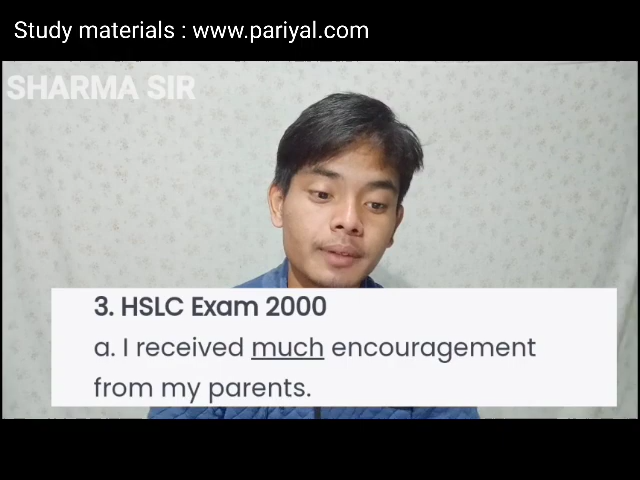 Study materials : www.pariyal.com
SHARMA SIR
3. HSLC Exam 2000
a. I received much encouragement
from my parents.